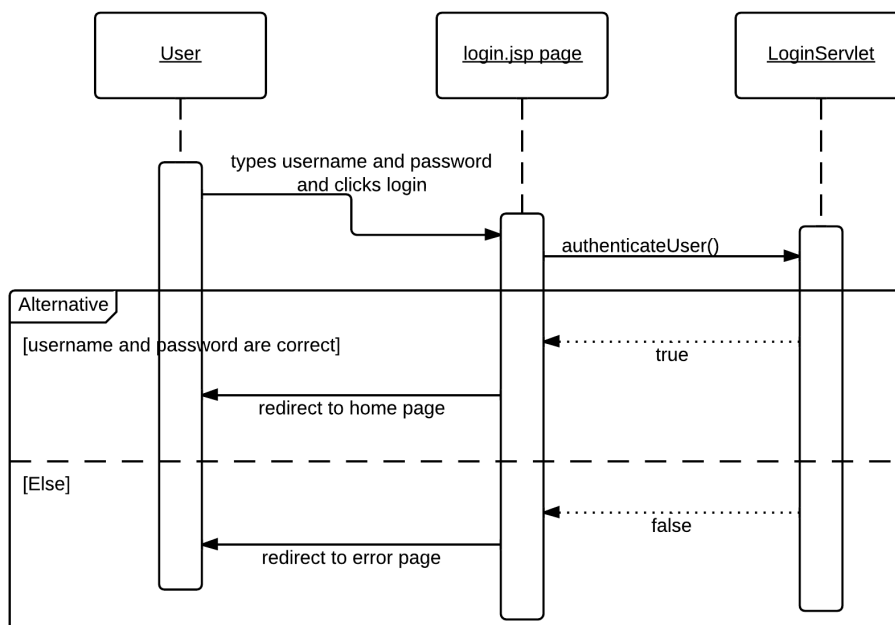 User
login.jsp page
LoginServlet
types username and password
and clicks login
authenticateUser()
Alternative
[username and password are correct]
true
redirect to home page
[Else]
false
redirect to error page